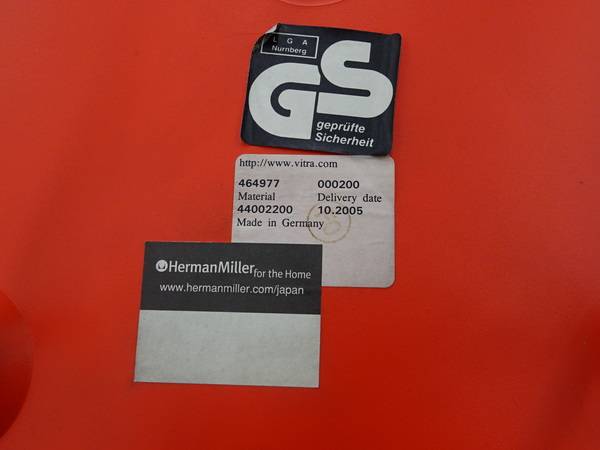 LGA
Nürnberg
GS
geprüfte
Sicherheit
http://www.vitra.com
464977 000200
Material Delivery date
44002200 10.2005
Made in Germany
HermanMiller for the Home
www.hermanmiller.com/japan